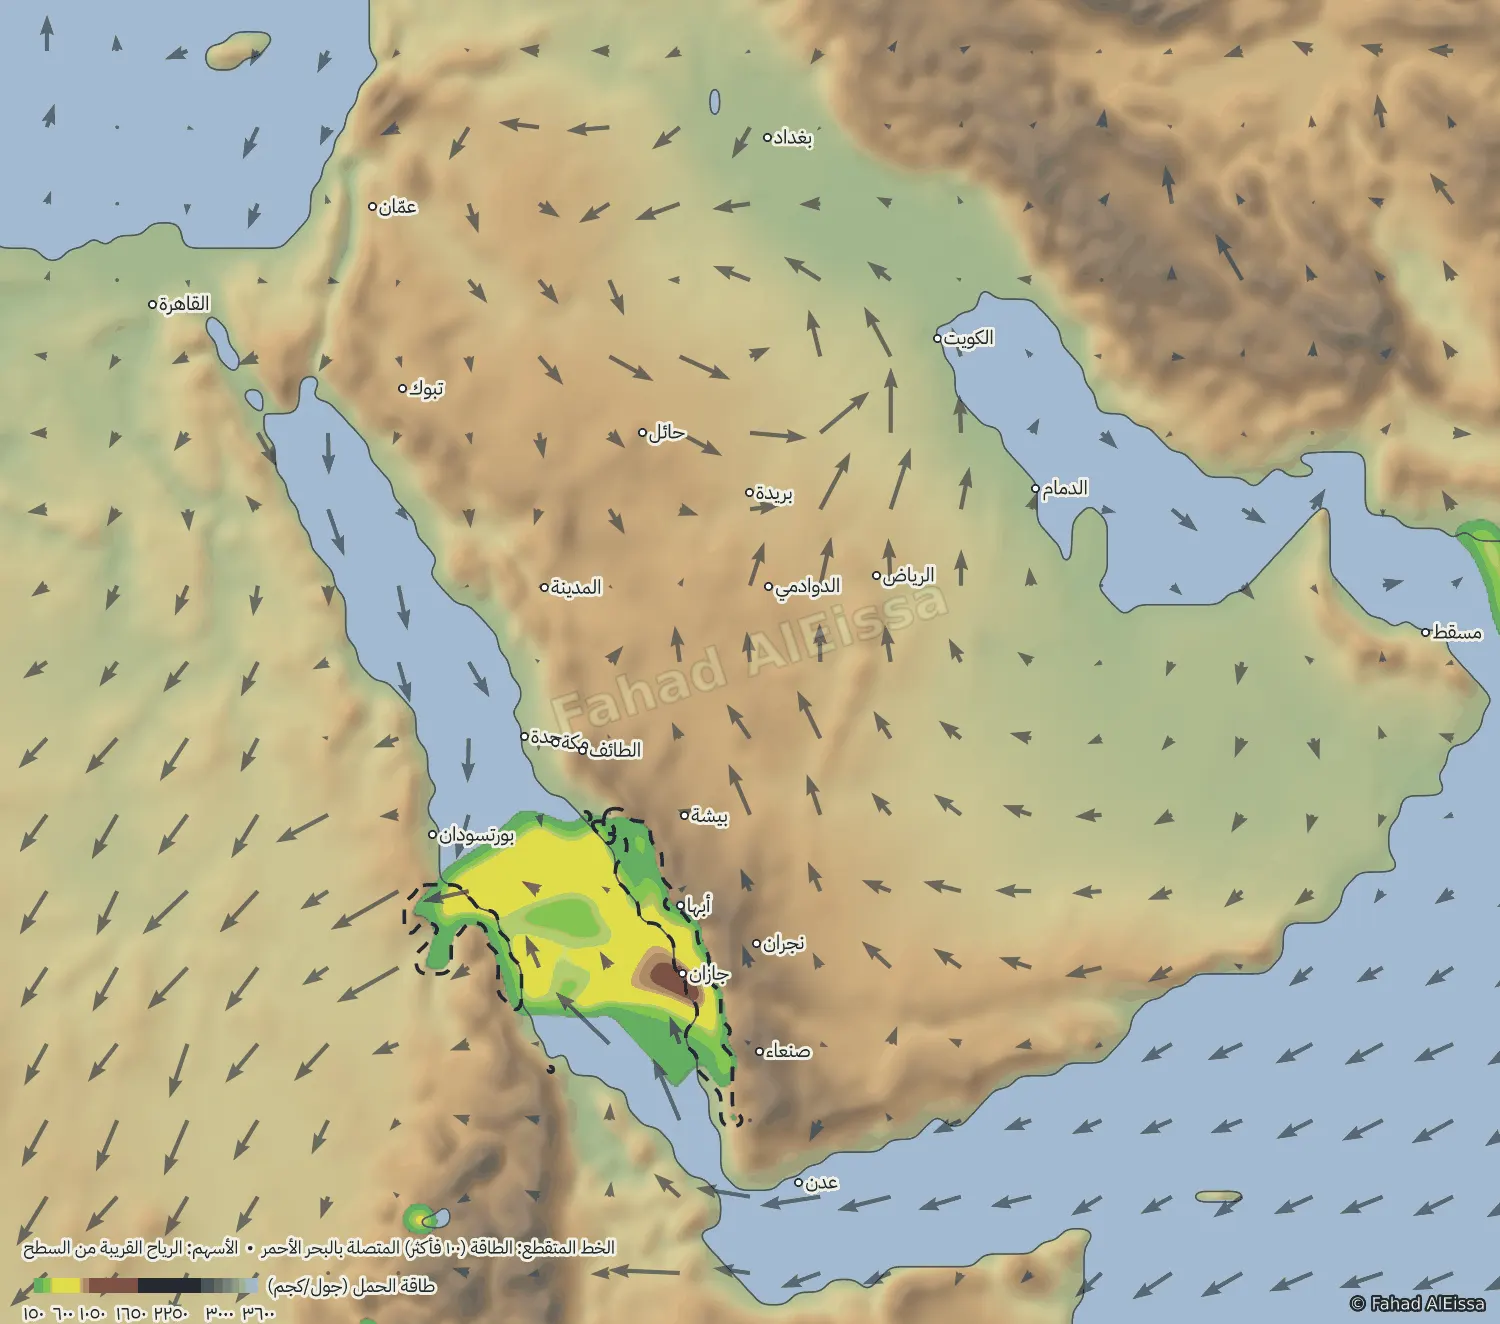 بغداد
عمّان
القاهرة
الكويت
تبوك
حائل
الدمام
بريدة
الرياض
الدوادمي
المدينة
مسقط
Fahad AlEissa
جدة
مكة
الطائف
بيشة
بورتسودان
أبها
نجران
جازان
صنعاء
عدن
الخط المتقطع: الطاقة (١٠٠ فأكثر) المتصلة بالبحر الأحمر • الأسهم: الرياح القريبة من السطح
طاقة الحمل (جول/كجم)
١٥٠ ٦٠٠ ١٠٥٠ ١٦٥٠ ٢٢٥٠ ٣٠٠٠ ٣٦٠٠
© Fahad AlEissa